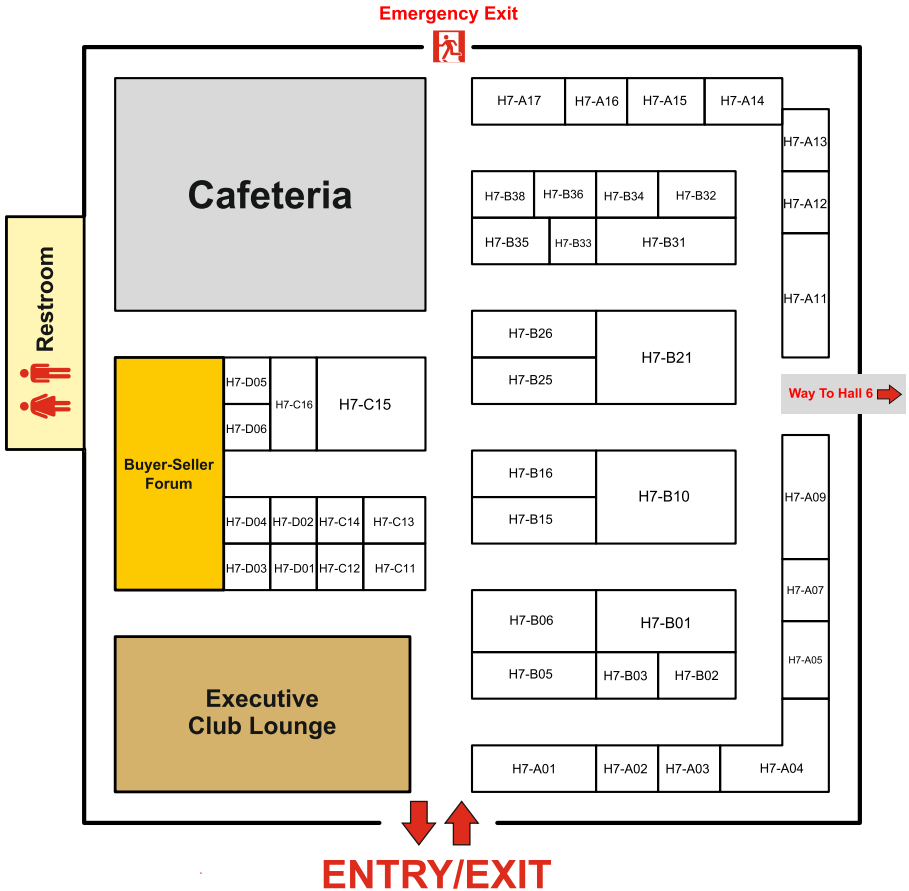 Emergency Exit
Cafeteria
H7-A17
H7-A16
H7-A15
H7-A14
H7-A13
H7-A12
H7-A11
H7-B38
H7-B36
H7-B34
H7-B32
H7-B35
H7-B33
H7-B31
Restroom
H7-B26
H7-B25
H7-B21
Way To Hall 6
H7-D05
H7-D06
H7-C16
H7-C15
Buyer-Seller
Forum
H7-D04
H7-D02
H7-C14
H7-C13
H7-D03
H7-D01
H7-C12
H7-C11
H7-B16
H7-B15
H7-B10
H7-A09
H7-A07
H7-A05
H7-B06
H7-B01
H7-B05
H7-B03
H7-B02
Executive
Club Lounge
H7-A01
H7-A02
H7-A03
H7-A04
ENTRY/EXIT